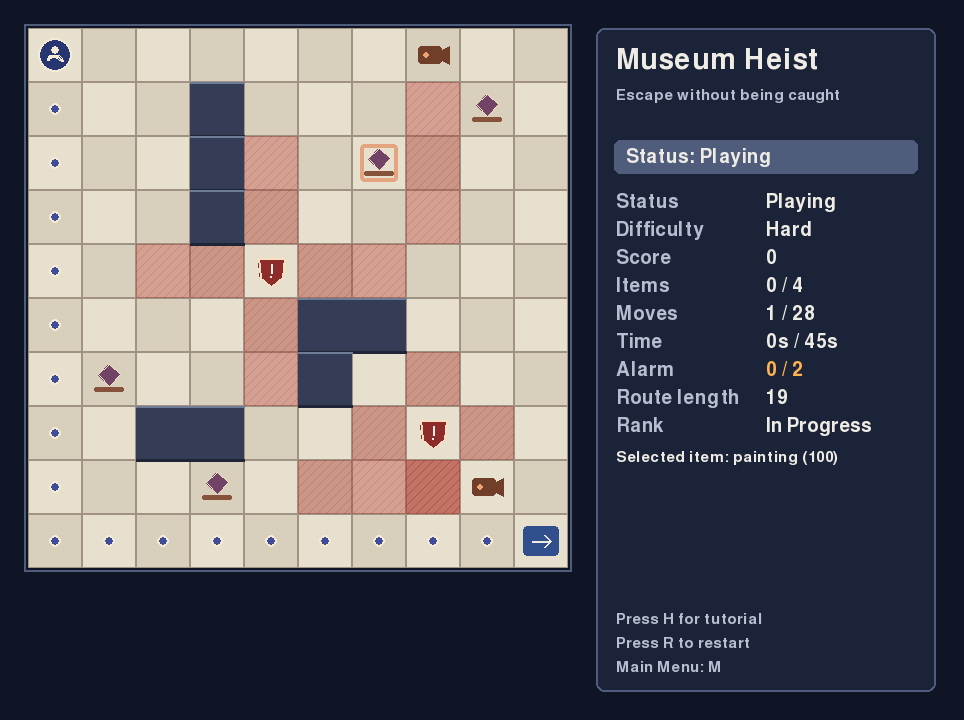 Museum Heist
Escape without being caught
Status: Playing
Status Playing
Difficulty Hard
Score 0
Items 0 / 4
Moves 1 / 28
Time 0s / 45s
Alarm 0 / 2
Route length 19
Rank In Progress
Selected item: painting (100)
Press H for tutorial
Press R to restart
Main Menu: M